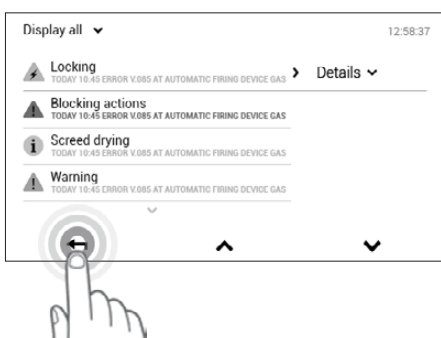 Display all
12:58:37
Locking
TODAY 10:45 ERROR V.085 AT AUTOMATIC FIRING DEVICE GAS
Details
Blocking actions
TODAY 10:45 ERROR V.085 AT AUTOMATIC FIRING DEVICE GAS
Screed drying
TODAY 10:45 ERROR V.085 AT AUTOMATIC FIRING DEVICE GAS
Warning
TODAY 10:45 ERROR V.085 AT AUTOMATIC FIRING DEVICE GAS